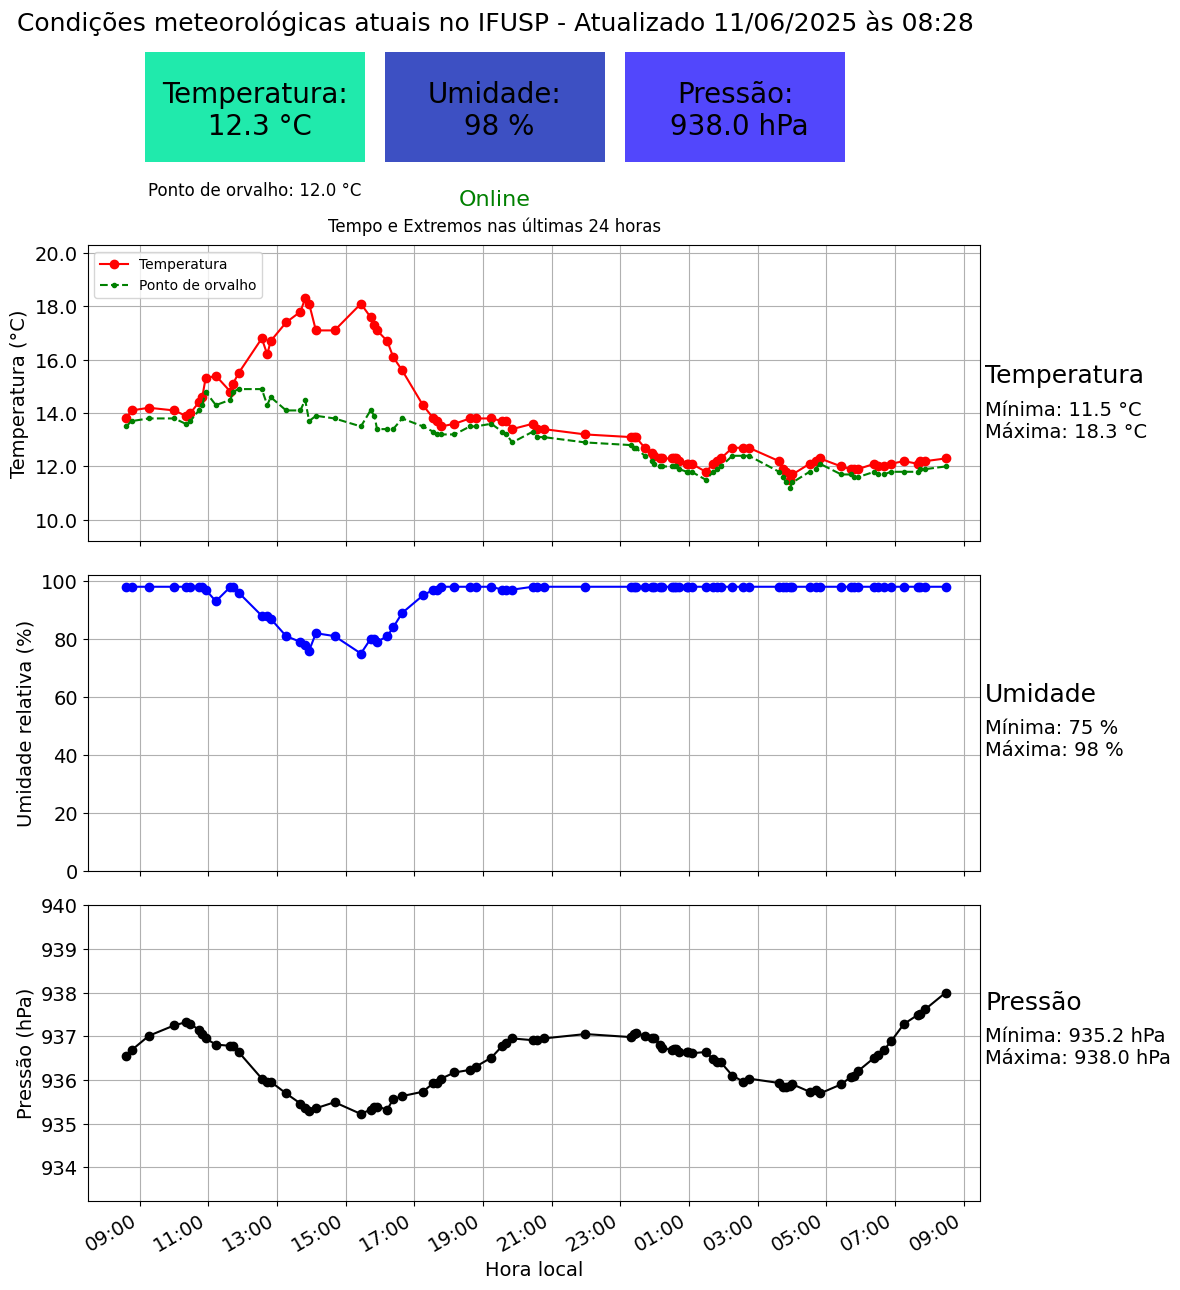 Condições meteorológicas atuais no IFUSP - Atualizado 11/06/2025 às 08:28
Temperatura:
12.3 °C
Umidade:
98 %
Pressão:
938.0 hPa
Ponto de orvalho: 12.0 °C
Online
Tempo e Extremos nas últimas 24 horas
Temperatura (°C)
20.0
18.0
16.0
14.0
12.0
10.0
Temperatura
Ponto de orvalho
Temperatura
Mínima: 11.5 °C
Máxima: 18.3 °C
Umidade relativa (%)
100
80
60
40
20
0
Umidade
Mínima: 75 %
Máxima: 98 %
Pressão (hPa)
940
939
938
937
936
935
934
Pressão
Mínima: 935.2 hPa
Máxima: 938.0 hPa
09:00
11:00
13:00
15:00
17:00
19:00
21:00
23:00
01:00
03:00
05:00
07:00
09:00
Hora local